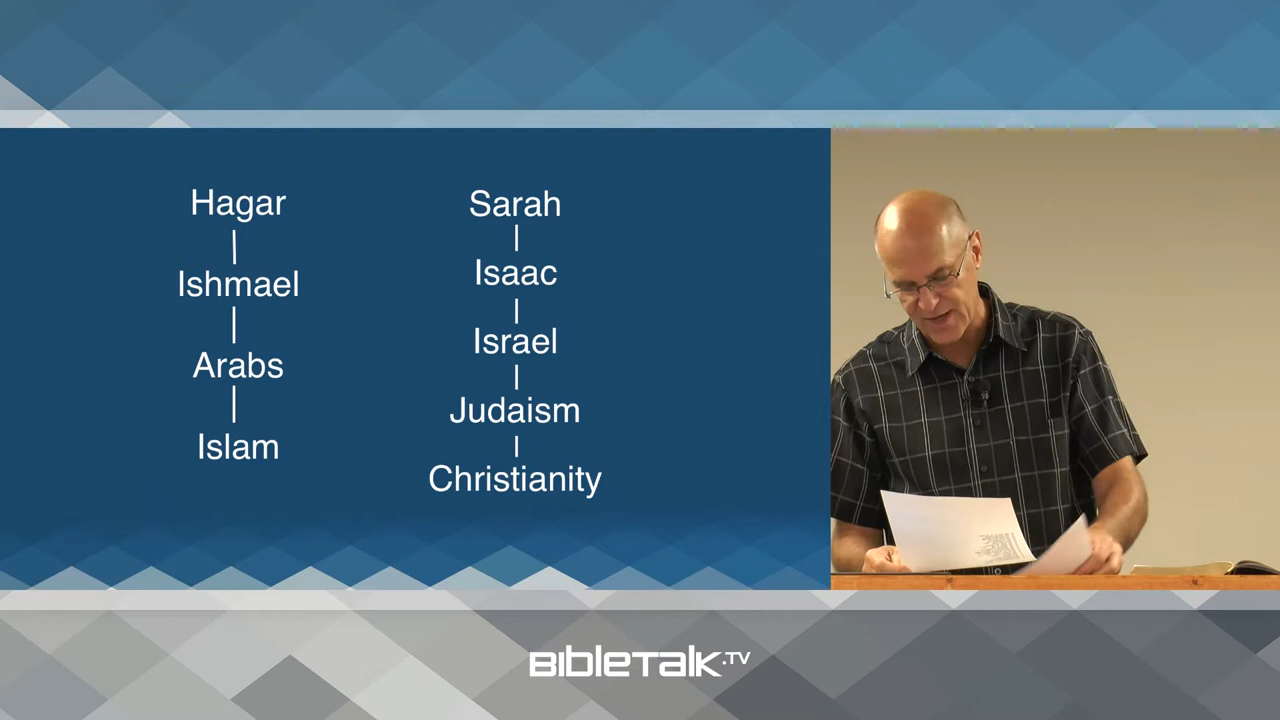 Hagar
Ishmael
Arabs
Islam
Sarah
Isaac
Israel
Judaism
Christianity
BIBLETALK.TV